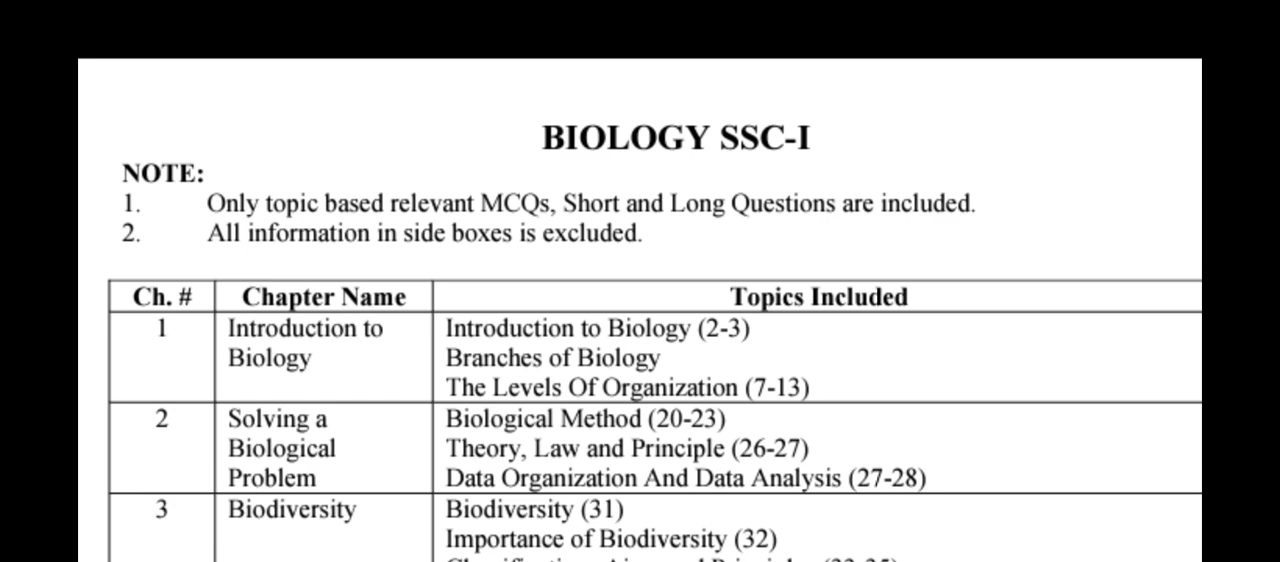 BIOLOGY SSC-I
NOTE:
1. Only topic based relevant MCQs, Short and Long Questions are included.
2. All information in side boxes is excluded.
Ch. # Chapter Name Topics Included
1 Introduction to Introduction to Biology (2-3)
Biology Branches of Biology
The Levels Of Organization (7-13)
2 Solving a Biological Method (20-23)
Biological Theory, Law and Principle (26-27)
Problem Data Organization And Data Analysis (27-28)
3 Biodiversity Biodiversity (31)
Importance of Biodiversity (32)